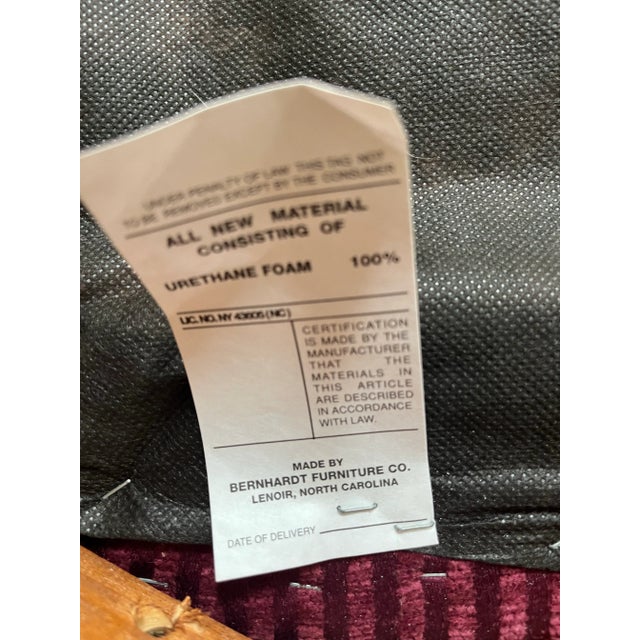 UNDER PENALTY OF LAW THIS TAG NOT
TO BE REMOVED EXCEPT BY THE CONSUMER
ALL NEW MATERIAL
CONSISTING OF
URETHANE FOAM 100%
LIC. NO. NY 43605 (NC)
CERTIFICATION
IS MADE BY THE
MANUFACTURER
THAT THE
MATERIALS IN
THIS ARTICLE
ARE DESCRIBED
IN ACCORDANCE
WITH LAW.
MADE BY
BERNHARDT FURNITURE CO.
LENOIR, NORTH CAROLINA
DATE OF DELIVERY